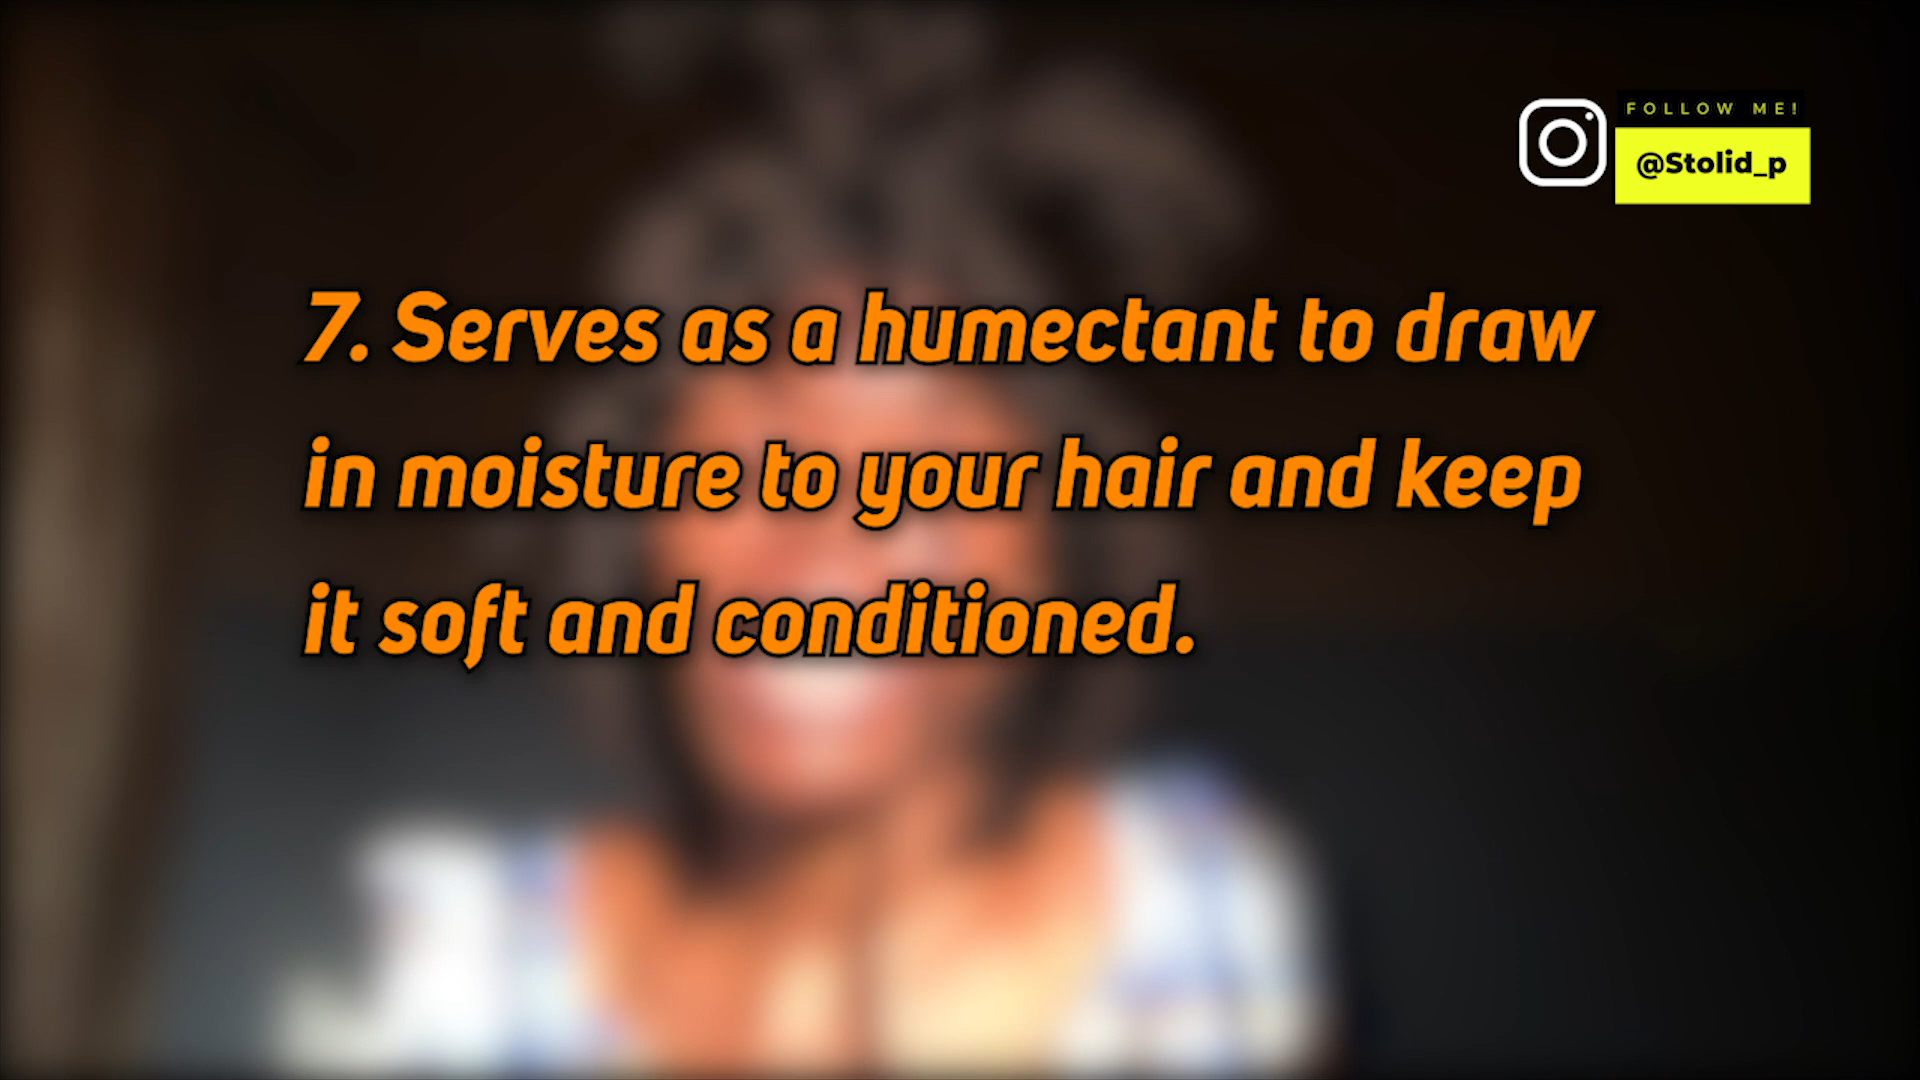 FOLLOW ME!
@Stolid_p
7. Serves as a humectant to draw
in moisture to your hair and keep
it soft and conditioned.